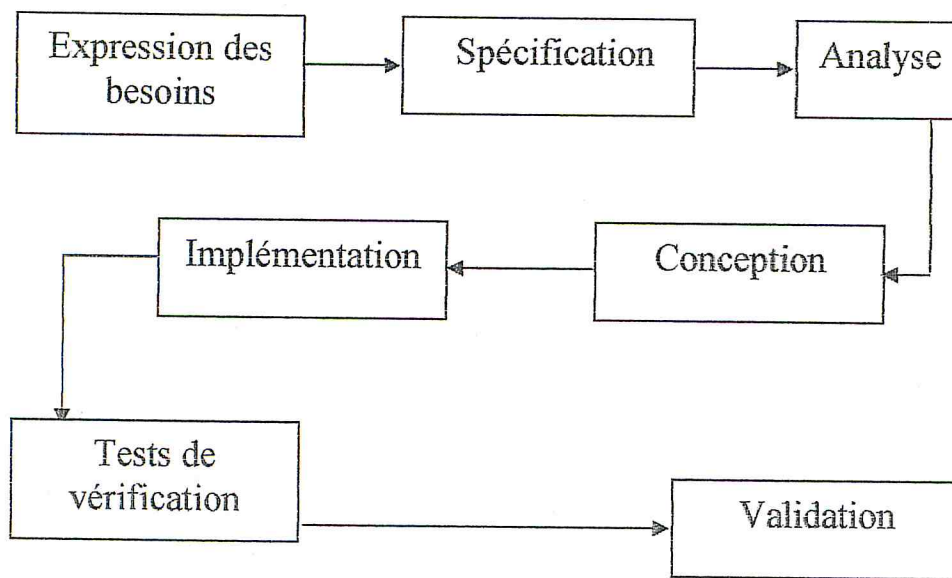 Expression des
besoins
Spécification
Analyse
Conception
Implémentation
Tests de
vérification
Validation